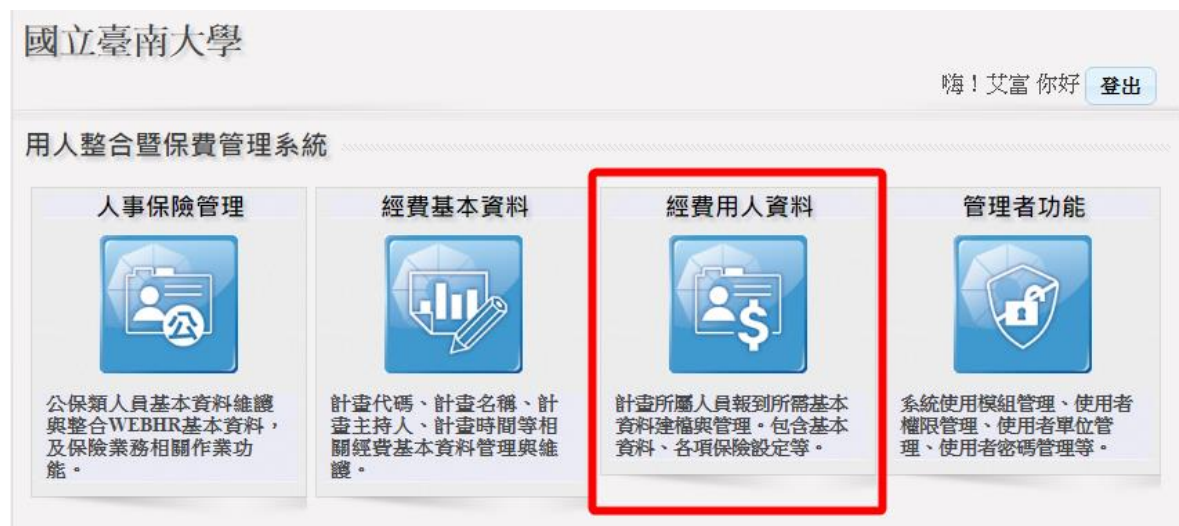 國立臺南大學
嗨！艾富 你好 登出
用人整合暨保費管理系統
人事保險管理
公
公保類人員基本資料維護
與整合WEBHR基本資料，
及保險業務相關作業功
能。
經費基本資料
計畫代碼、計畫名稱、計
畫主持人、計畫時間等相
關經費基本資料管理與維
護。
經費用人資料
$
計畫所屬人員報到所需基本
資料建檔與管理。包含基本
資料、各項保險設定等。
管理者功能
系統使用模組管理、使用者
權限管理、使用者單位管
理、使用者密碼管理等。